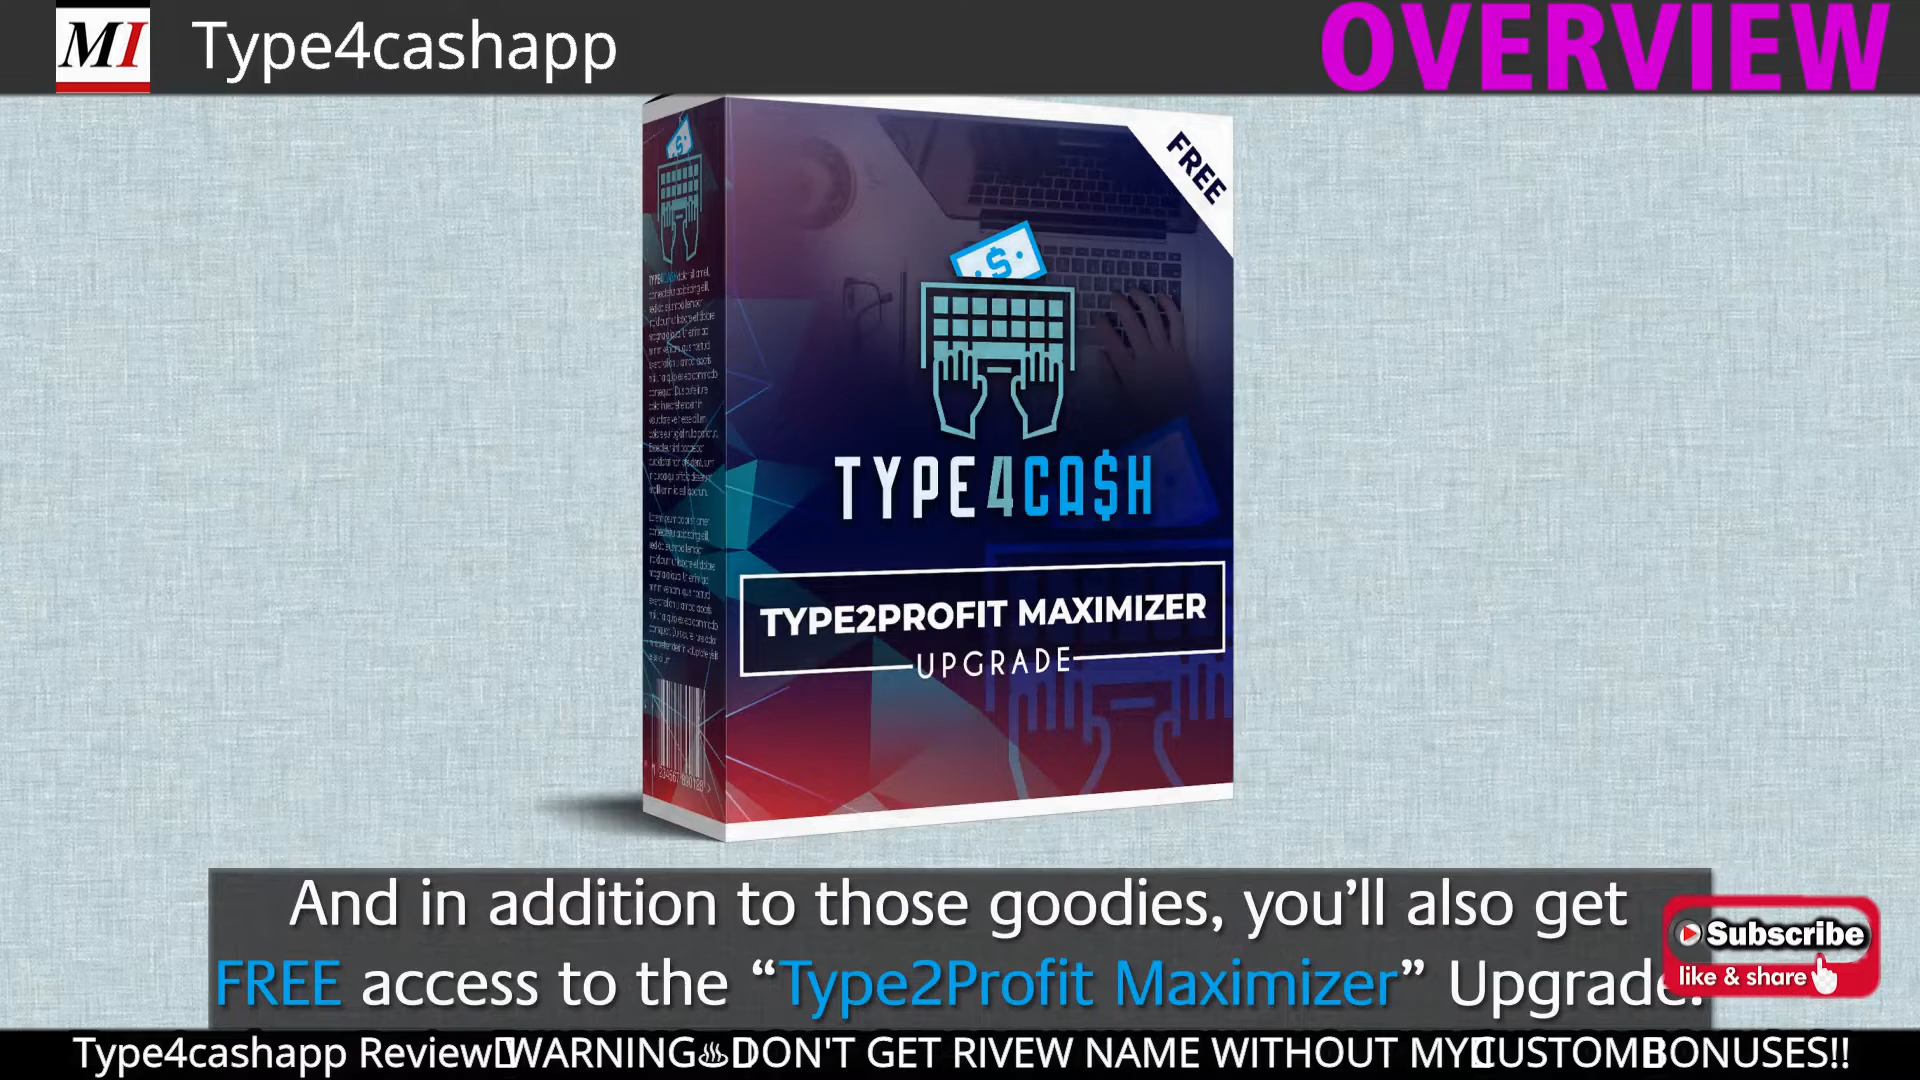 MI Type4cashapp
OVERVIEW
FREE
$
TYPE4CA$H
TYPE2PROFIT MAXIMIZER
UPGRADE
And in addition to those goodies, you’ll also get
FREE access to the “Type2Profit Maximizer” Upgrade.
Subscribe
like & share
Type4cashapp Review WARNING♨DON'T GET RIVEW NAME WITHOUT MY CUSTOM BONUSES!!